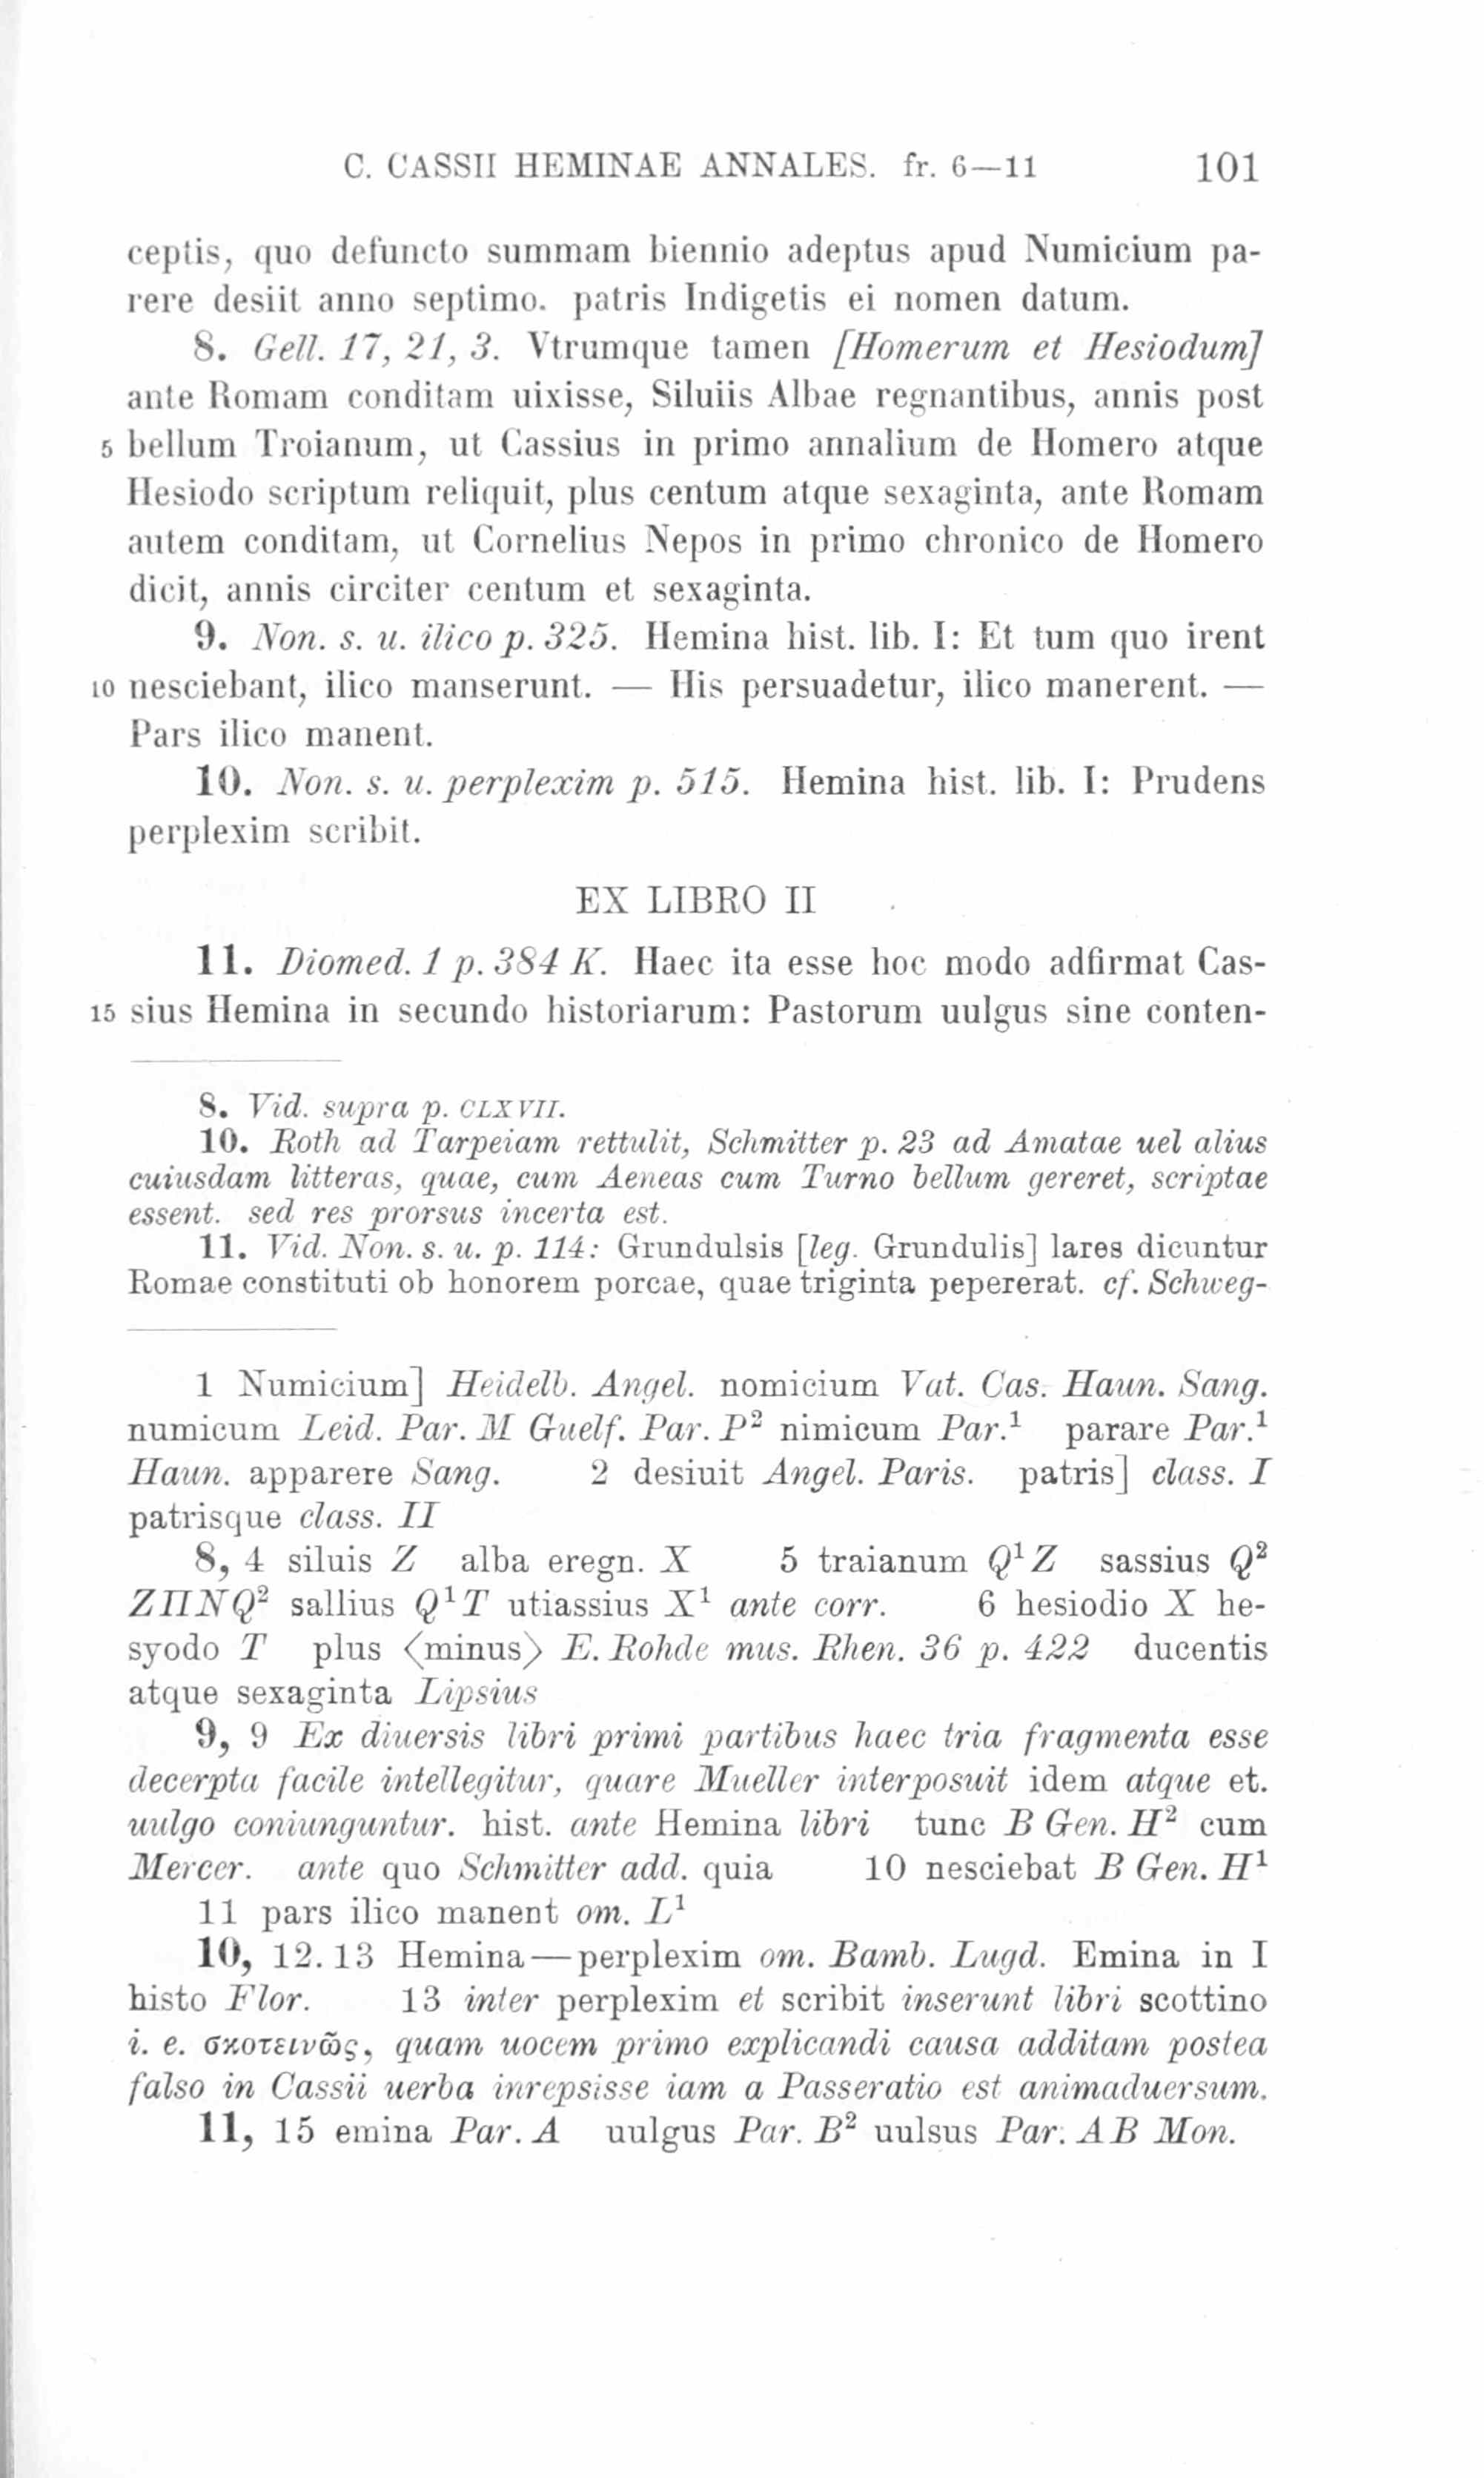 C. CASSII HEMINAE ANNALES. fr. 6—11 101
ceptis, quo defuncto summam biennio adeptus apud Numicium pa-
rere desiit anno septimo. patris Indigetis ei nomen datum.
8. Gell. 17, 21, 3. Vtrumque tamen [Homerum et Hesiodum]
ante Romam conditam uixisse, Siluiis Albae regnantibus, annis post
5 bellum Troianum, ut Cassius in primo annalium de Homero atque
Hesiodo scriptum reliquit, plus centum atque sexaginta, ante Romam
autem conditam, ut Cornelius Nepos in primo chronico de Homero
dicit, annis circiter centum et sexaginta.
9. Non. s. u. ilico p. 325. Hemina hist. lib. I: Et tum quo irent
10 nesciebant, ilico manserunt. — His persuadetur, ilico manerent. —
Pars ilico manent.
10. Non. s. u. perplexim p. 515. Hemina hist. lib. I: Prudens
perplexim scribit.
EX LIBRO II
11. Diomed. 1 p. 384 K. Haec ita esse hoc modo adfirmat Cas-
15 sius Hemina in secundo historiarum: Pastorum uulgus sine conten-
8. Vid. supra p. CLXVII.
10. Roth ad Tarpeiam rettulit, Schmitter p. 23 ad Amatae uel alius
cuiusdam litteras, quae, cum Aeneas cum Turno bellum gereret, scriptae
essent. sed res prorsus incerta est.
11. Vid. Non. s. u. p. 114: Grundulsis [leg. Grundulis] lares dicuntur
Romae constituti ob honorem porcae, quae triginta pepererat. cf. Schweg-
1 Numicium] Heidelb. Angel. nomicium Vat. Cas. Haun. Sang.
numicum Leid. Par. M Guelf. Par. P² nimicum Par.¹ parare Par.¹
Haun. apparere Sang. 2 desiuit Angel. Paris. patris] class. I
patrisque class. II
8, 4 siluis Z alba eregn. X 5 traianum Q¹Z sassius Q²
ZΠNQ² sallius Q¹T utiassius X¹ ante corr. 6 hesiodio X he-
syodo T plus ⟨minus⟩ E. Rohde mus. Rhen. 36 p. 422 ducentis
atque sexaginta Lipsius
9, 9 Ex diuersis libri primi partibus haec tria fragmenta esse
decerpta facile intellegitur, quare Mueller interposuit idem atque et.
uulgo coniunguntur. hist. ante Hemina libri tunc B Gen. H² cum
Mercer. ante quo Schmitter add. quia 10 nesciebat B Gen. H¹
11 pars ilico manent om. L¹
10, 12. 13 Hemina—perplexim om. Bamb. Lugd. Emina in I
histo Flor. 13 inter perplexim et scribit inserunt libri scottino
i. e. σκοτεινῶς, quam uocem primo explicandi causa additam postea
falso in Cassii uerba inrepsisse iam a Passeratio est animaduersum.
11, 15 emina Par. A uulgus Par. B² uulsus Par. AB Mon.